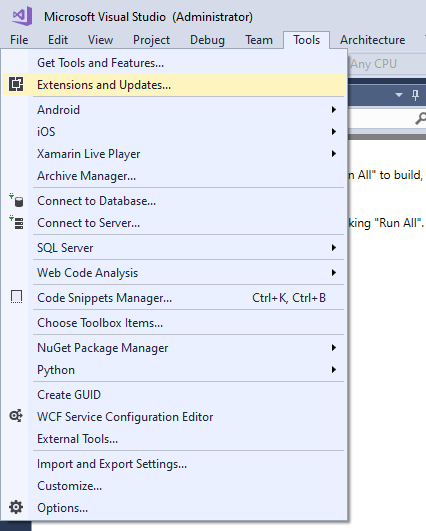 Microsoft Visual Studio (Administrator)
File Edit View Project Debug Team Tools Architecture
Any CPU
Get Tools and Features...
Extensions and Updates...
Android
iOS
Xamarin Live Player
Archive Manager...
All" to build,
Connect to Database...
Connect to Server...
king "Run All".
SQL Server
Web Code Analysis
Code Snippets Manager... Ctrl+K, Ctrl+B
Choose Toolbox Items...
NuGet Package Manager
Python
Create GUID
WCF Service Configuration Editor
External Tools...
Import and Export Settings...
Customize...
Options...